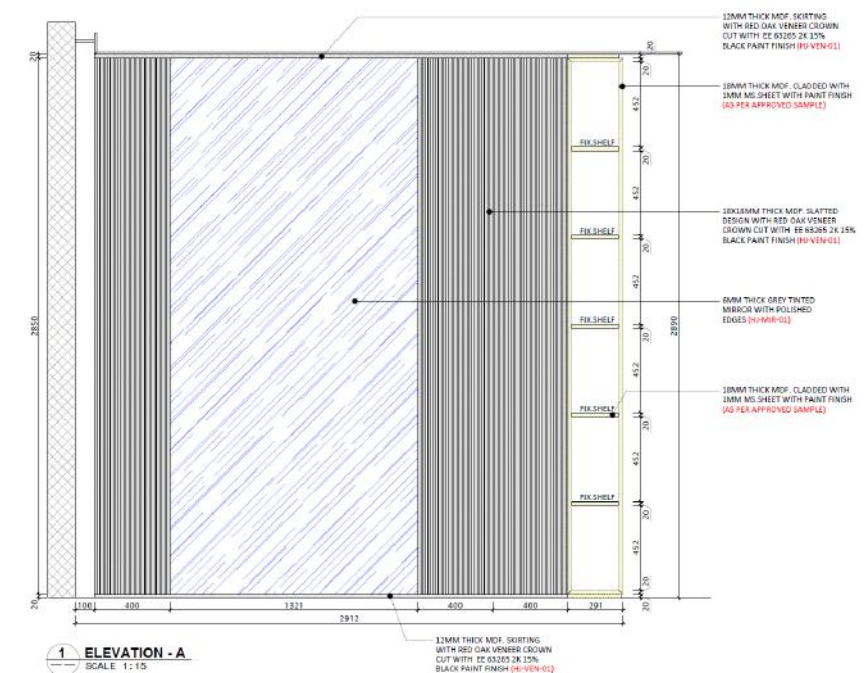 12MM THICK MDF. SKIRTING
WITH RED OAK VENEER CROWN
CUT WITH EE 63265 2K 15%
BLACK PAINT FINISH (HJ-VEN-01)
18MM THICK MDF. CLADDED WITH
1MM MS.SHEET WITH PAINT FINISH
(AS PER APPROVED SAMPLE)
18X18MM THICK MDF. SLATTED
DESIGN WITH RED OAK VENEER
CROWN CUT WITH EE 63265 2K 15%
BLACK PAINT FINISH (HJ-VEN-01)
6MM THICK GREY TINTED
MIRROR WITH POLISHED
EDGES (HJ-MIR-01)
18MM THICK MDF. CLADDED WITH
1MM MS.SHEET WITH PAINT FINISH
(AS PER APPROVED SAMPLE)
FIX.SHELF
FIX.SHELF
FIX.SHELF
FIX.SHELF
FIX.SHELF
20
2850
20
20
20
452
20
452
20
452
20
452
20
452
20
452
20
20
2890
100
400
1321
400
400
291
2912
12MM THICK MDF. SKIRTING
WITH RED OAK VENEER CROWN
CUT WITH EE 63265 2K 15%
BLACK PAINT FINISH (HJ-VEN-01)
1 ELEVATION - A
SCALE 1:15